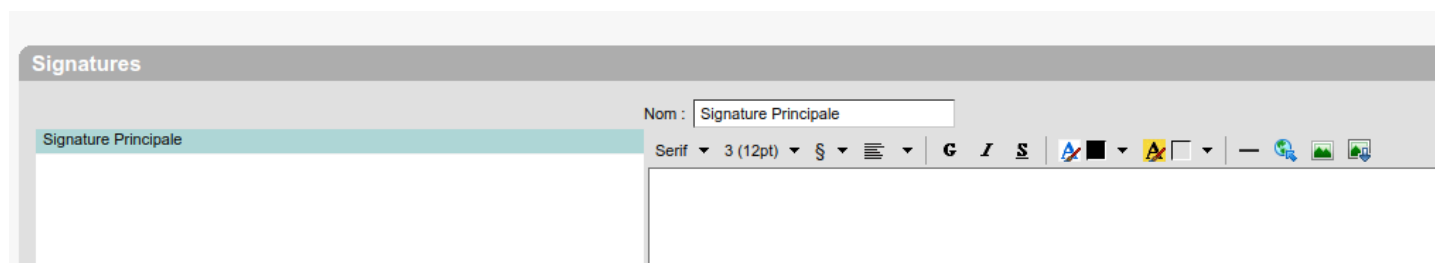 Signatures
Nom : Signature Principale
Signature Principale
Serif 3 (12pt) § G I S